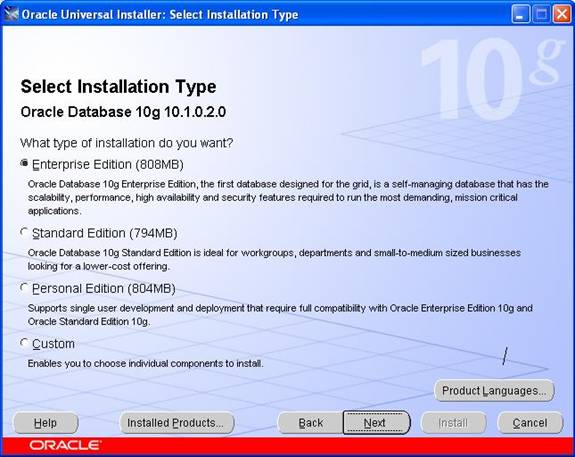 Oracle Universal Installer: Select Installation Type
10g
Select Installation Type
Oracle Database 10g 10.1.0.2.0
What type of installation do you want?
Enterprise Edition (808MB)
Oracle Database 10g Enterprise Edition, the first database designed for the grid, is a self-managing database that has the
scalability, performance, high availability and security features required to run the most demanding, mission critical
applications.
Standard Edition (794MB)
Oracle Database 10g Standard Edition is ideal for workgroups, departments and small-to-medium sized businesses
looking for a lower-cost offering.
Personal Edition (804MB)
Supports single user development and deployment that require full compatibility with Oracle Enterprise Edition 10g and
Oracle Standard Edition 10g.
Custom
Enables you to choose individual components to install.
Product Languages...
Help Installed Products... Back Next Install Cancel
ORACLE